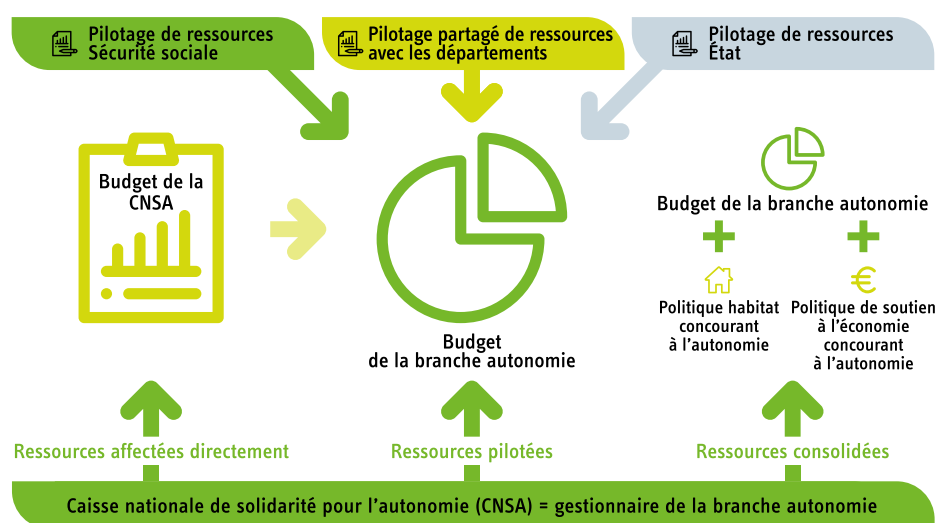 Pilotage de ressources
Sécurité sociale
Pilotage partagé de ressources
avec les départements
Pilotage de ressources
État
Budget de la
CNSA
Budget
de la branche autonomie
Budget de la branche autonomie
Politique habitat
concourant
à l’autonomie
Politique de soutien
à l’économie
concourant
à l’autonomie
Ressources affectées directement
Ressources pilotées
Ressources consolidées
Caisse nationale de solidarité pour l’autonomie (CNSA) = gestionnaire de la branche autonomie